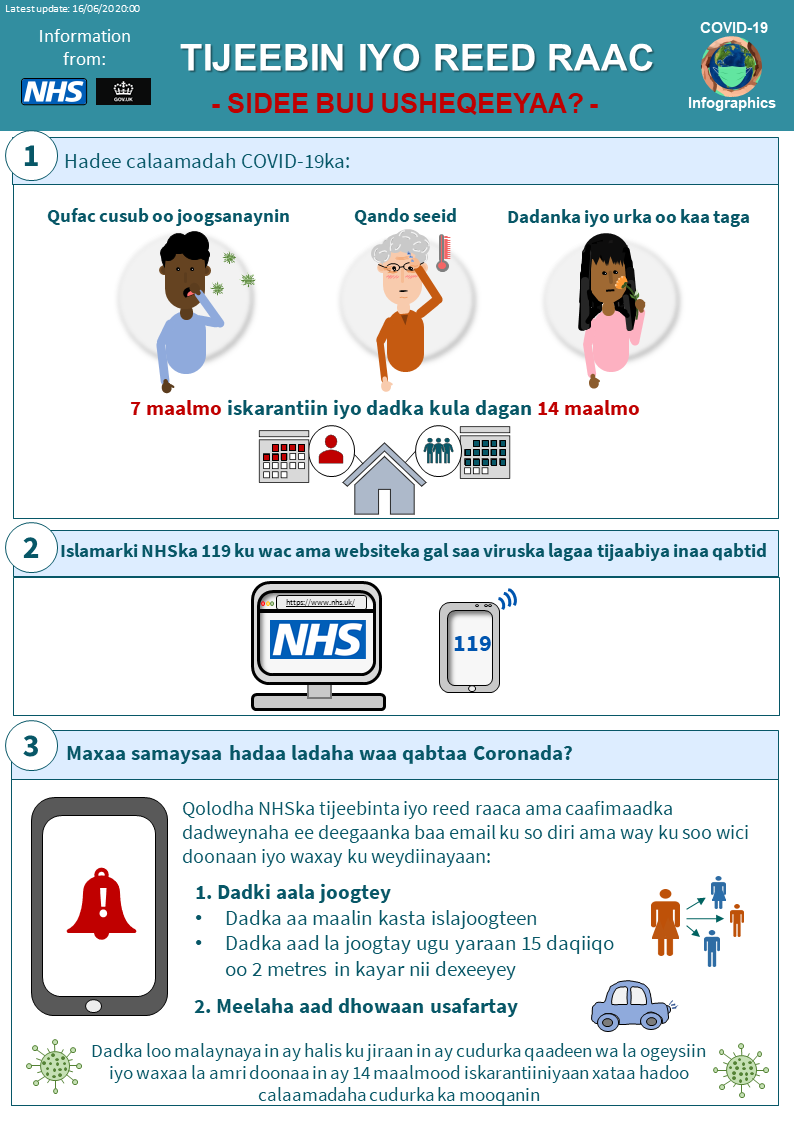 Latest update: 16/06/2020:00
Information
from:
NHS
GOV.UK
TIJEEBIN IYO REED RAAC
- SIDEE BUU USHEQEEYAA? -
COVID-19
Infographics
1
Hadee calaamadah COVID-19ka:
Qufac cusub oo joogsanaynin
Qando seeid
Dadanka iyo urka oo kaa taga
7 maalmo iskarantiin iyo dadka kula dagan 14 maalmo
2
Islamarki NHSka 119 ku wac ama websiteka gal saa viruska lagaa tijaabiya inaa qabtid
https://www.nhs.uk/
NHS
119
3
Maxaa samaysaa hadaa ladaha waa qabtaa Coronada?
Qolodha NHSka tijeebinta iyo reed raaca ama caafimaadka
dadweynaha ee deegaanka baa email ku so diri ama way ku soo wici
doonaan iyo waxay ku weydiinayaan:
1. Dadki aala joogtey
• Dadka aa maalin kasta islajoogteen
• Dadka aad la joogtay ugu yaraan 15 daqiiqo
oo 2 metres in kayar nii dexeeyey
2. Meelaha aad dhowaan usafartay
Dadka loo malaynaya in ay halis ku jiraan in ay cudurka qaadeen wa la ogeysiin
iyo waxaa la amri doonaa in ay 14 maalmood iskarantiiniyaan xataa hadoo
calaamadaha cudurka ka mooqanin